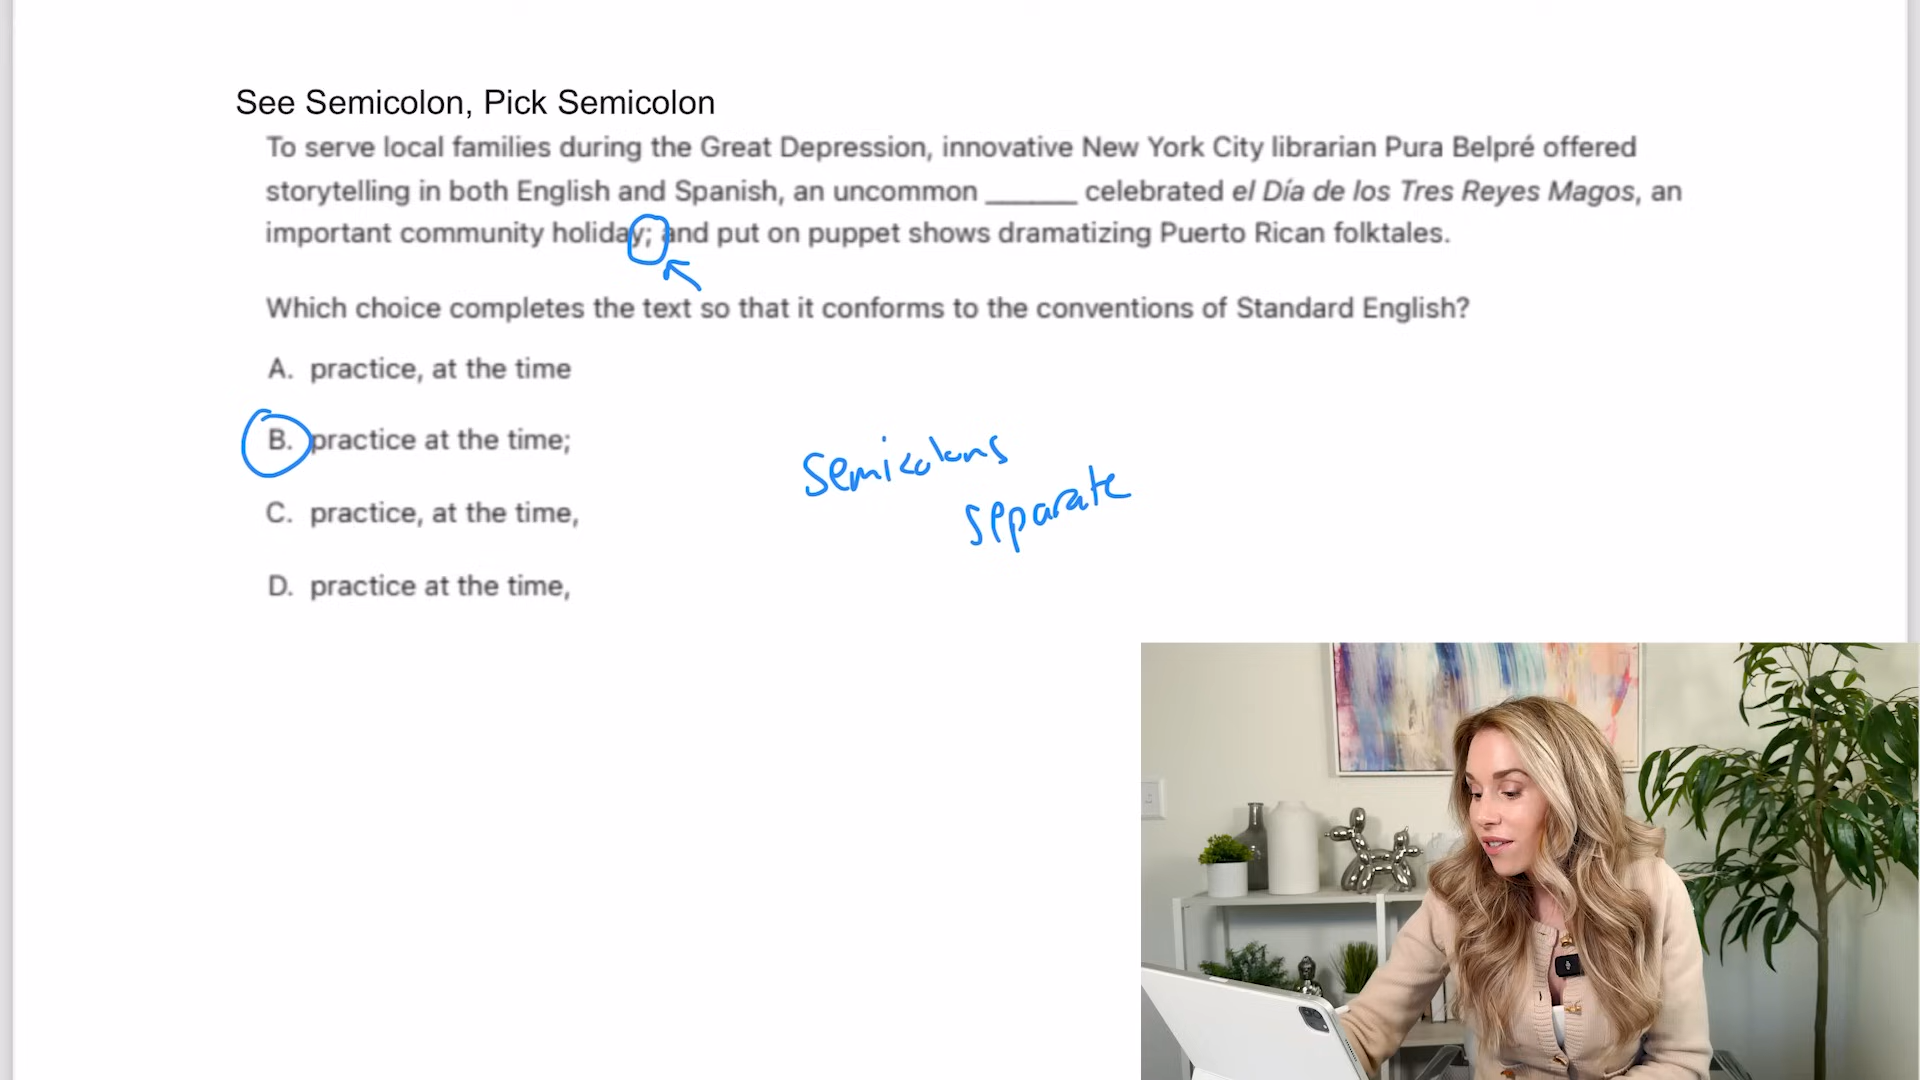 See Semicolon, Pick Semicolon
To serve local families during the Great Depression, innovative New York City librarian Pura Belpré offered
storytelling in both English and Spanish, an uncommon ______ celebrated el Día de los Tres Reyes Magos, an
important community holiday; and put on puppet shows dramatizing Puerto Rican folktales.
Which choice completes the text so that it conforms to the conventions of Standard English?
A. practice, at the time
B. practice at the time;
C. practice, at the time,
D. practice at the time,
Semicolons
separate